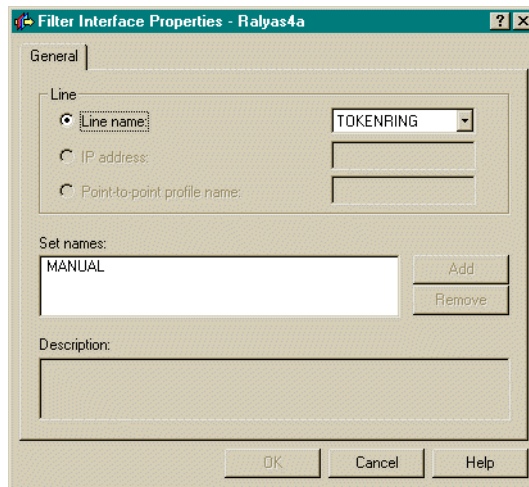 Filter Interface Properties - Ralyas4a
General
Line
Line name:
TOKENRING
IP address:
Point-to-point profile name:
Set names:
MANUAL
Add
Remove
Description:
OK
Cancel
Help